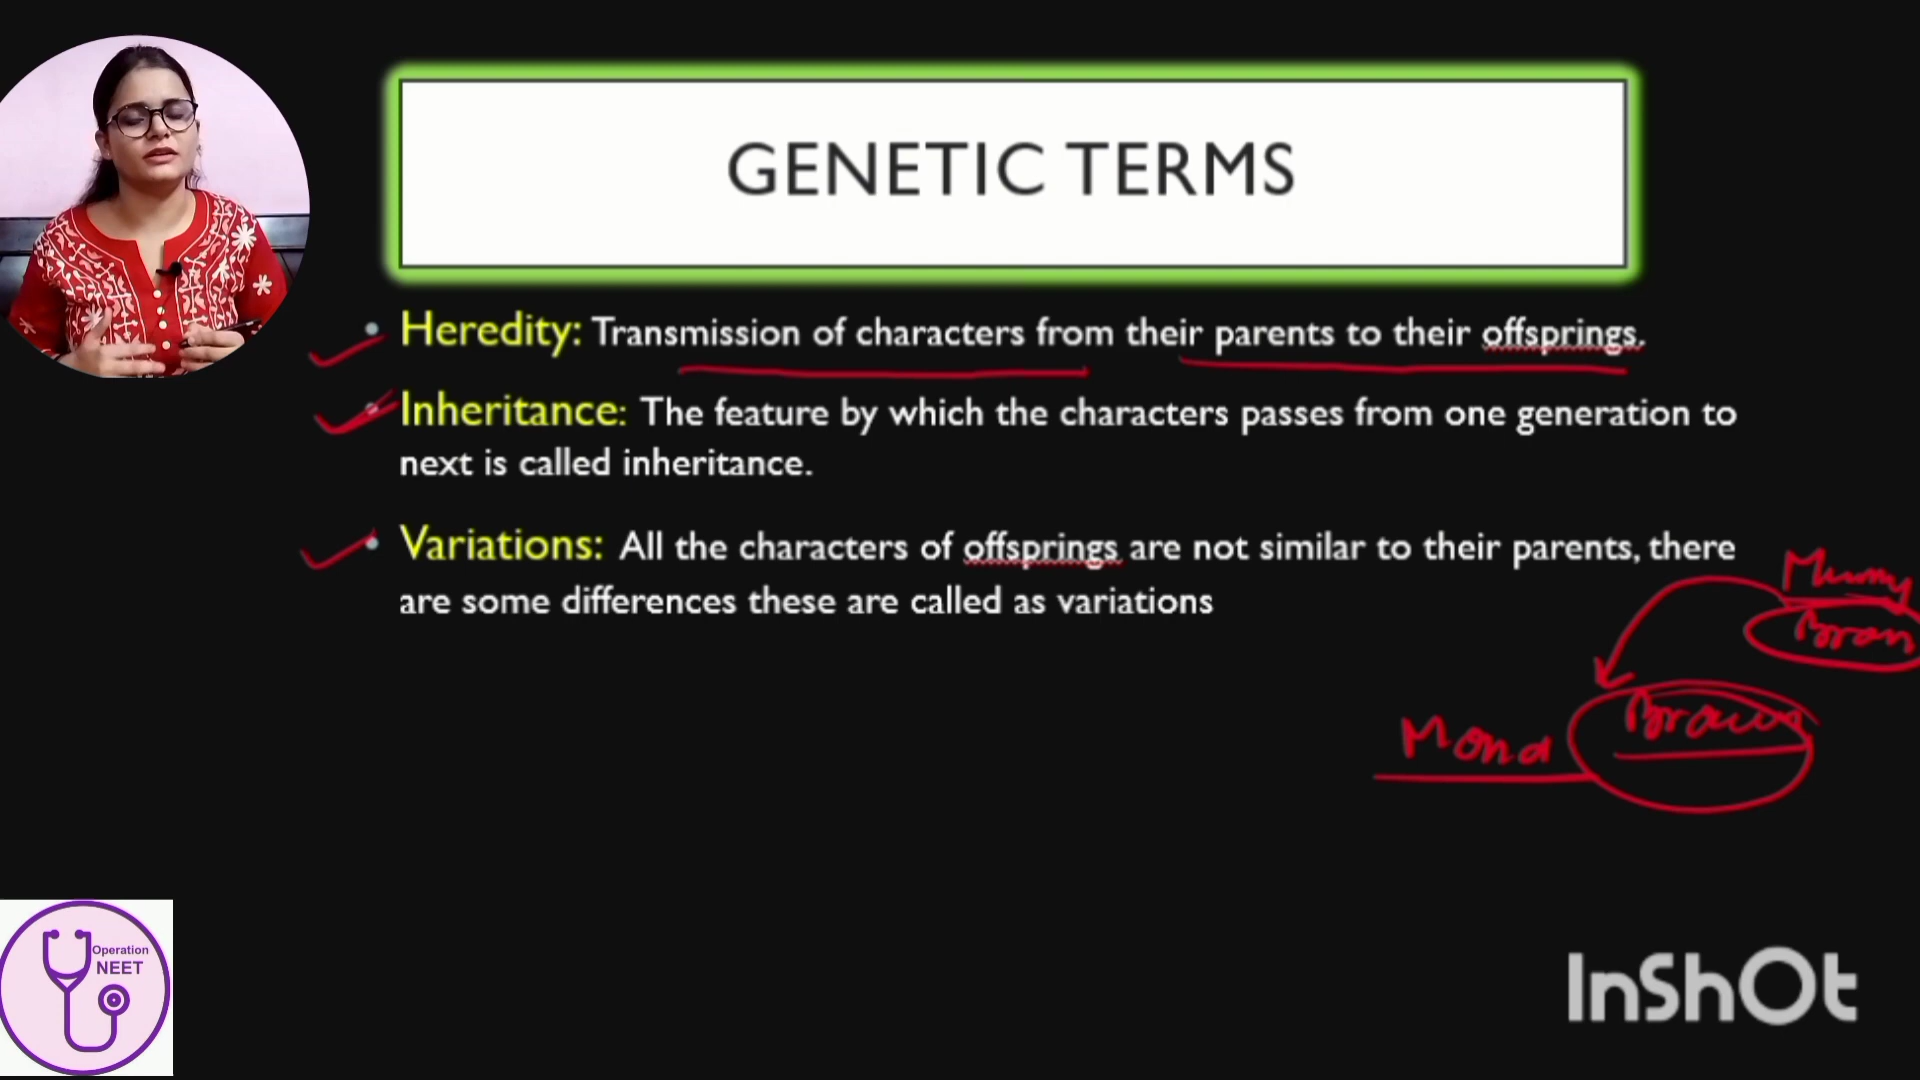 GENETIC TERMS
• Heredity: Transmission of characters from their parents to their offsprings.
• Inheritance: The feature by which the characters passes from one generation to
next is called inheritance.
• Variations: All the characters of offsprings are not similar to their parents, there
are some differences these are called as variations
Mummy
Mona
Brown
Operation
NEET
InShOt